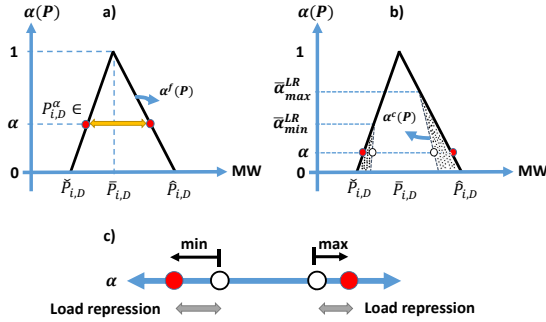 α(P) a)
1
α^f(P)
P^α_{i,D} ∈
α
0
P̌_{i,D} P̄_{i,D} P̂_{i,D}
MW
α(P) b)
1
ᾱ^{LR}_{max}
ᾱ^{LR}_{min}
α^c(P)
α
0
P̌_{i,D} P̄_{i,D} P̂_{i,D}
MW
c)
min max
α
Load repression Load repression